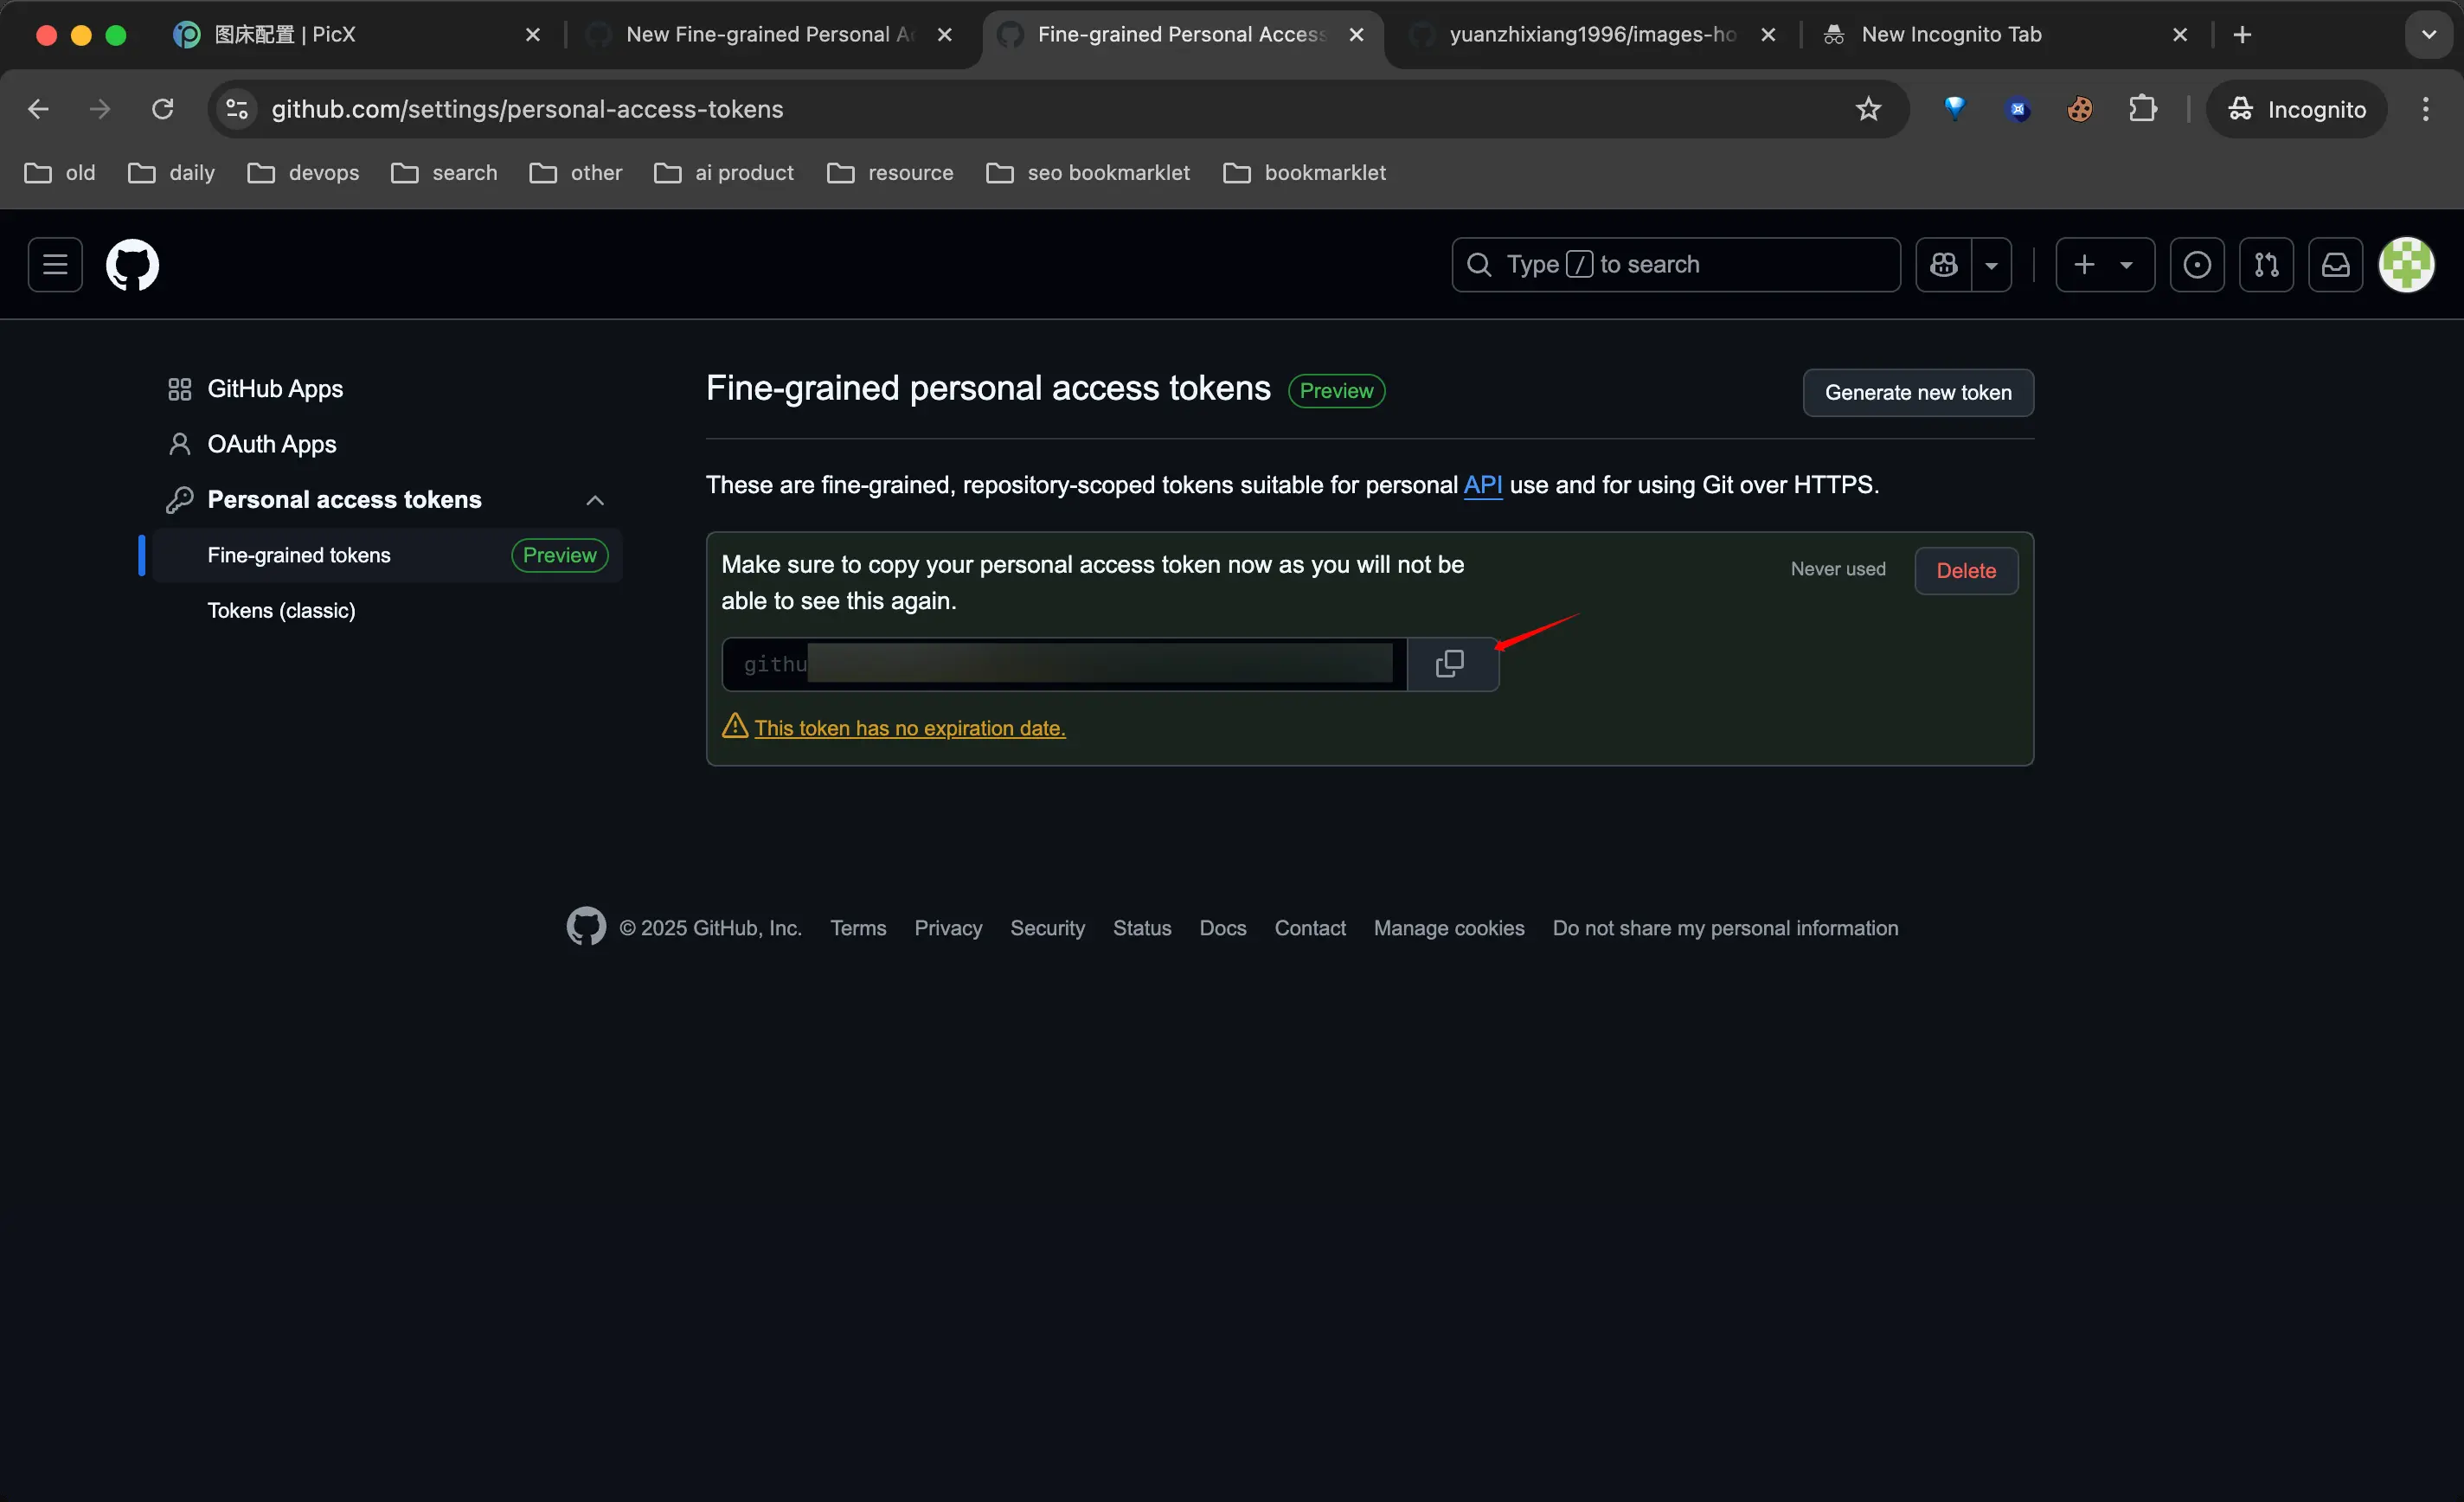 图床配置 | PicX
New Fine-grained Personal A
Fine-grained Personal Access
yuanzhixiang1996/images-ho
New Incognito Tab
github.com/settings/personal-access-tokens
Incognito
old
daily
devops
search
other
ai product
resource
seo bookmarklet
bookmarklet
Type / to search
GitHub Apps
OAuth Apps
Personal access tokens
Fine-grained tokens Preview
Tokens (classic)
Fine-grained personal access tokens Preview
Generate new token
These are fine-grained, repository-scoped tokens suitable for personal API use and for using Git over HTTPS.
Make sure to copy your personal access token now as you will not be
able to see this again.
Never used
Delete
githu
This token has no expiration date.
© 2025 GitHub, Inc. Terms Privacy Security Status Docs Contact Manage cookies Do not share my personal information